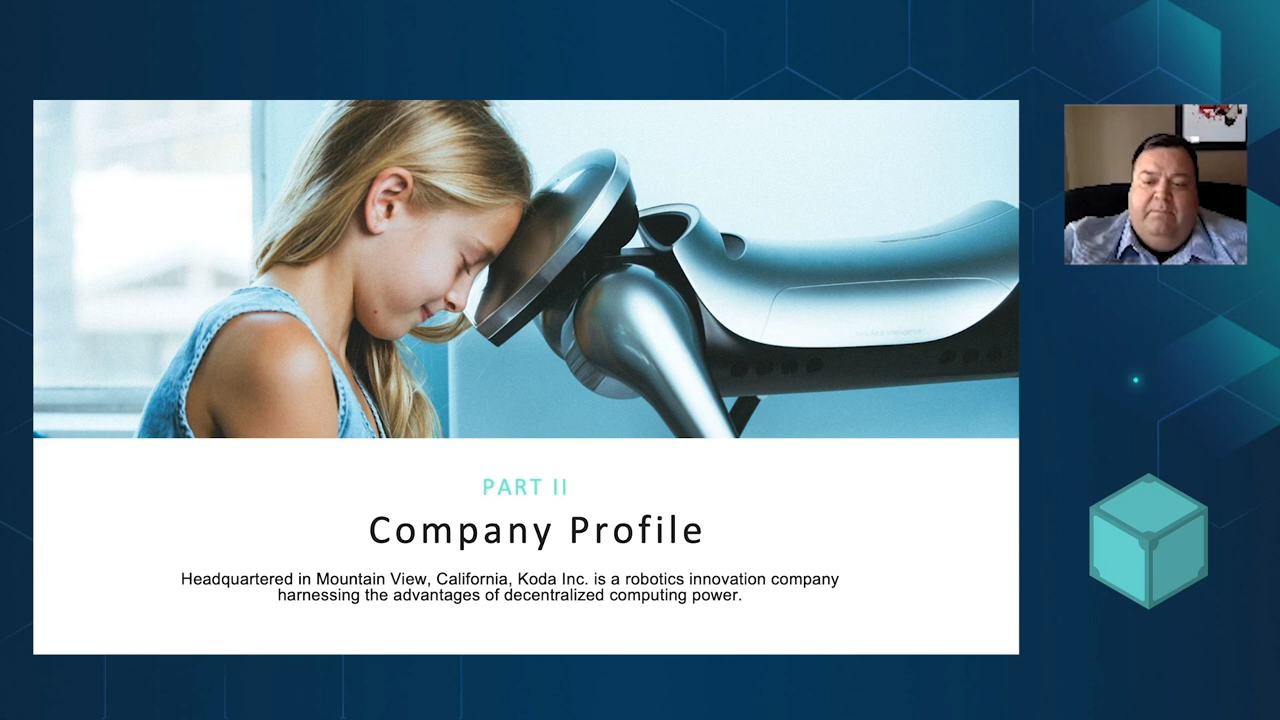 PART II
Company Profile
Headquartered in Mountain View, California, Koda Inc. is a robotics innovation company
harnessing the advantages of decentralized computing power.